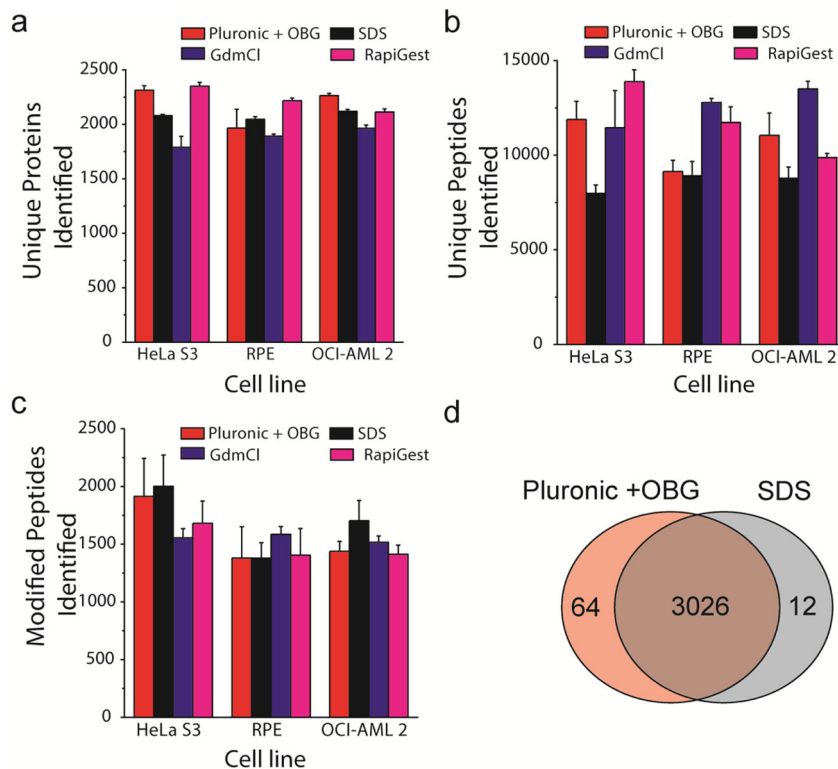 a
Pluronic + OBG
SDS
GdmCl
RapiGest
2500
2000
1500
1000
500
0
Unique Proteins
Identified
HeLa S3
RPE
OCI-AML 2
Cell line
b
Pluronic + OBG
SDS
GdmCl
RapiGest
15000
10000
5000
0
Unique Peptides
Identified
HeLa S3
RPE
OCI-AML 2
Cell line
c
Pluronic + OBG
SDS
GdmCl
RapiGest
2500
2000
1500
1000
500
0
Modified Peptides
Identified
HeLa S3
RPE
OCI-AML 2
Cell line
d
Pluronic +OBG
SDS
64
3026
12